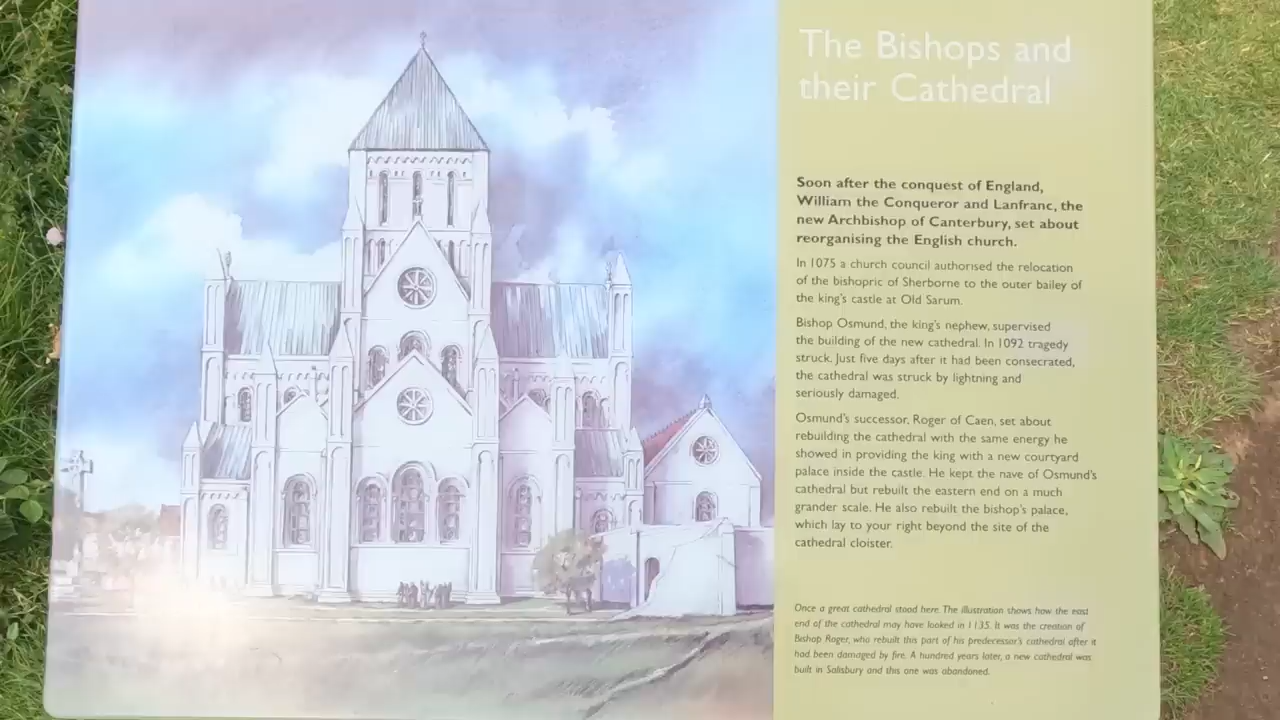 The Bishops and
their Cathedral
Soon after the conquest of England,
William the Conqueror and Lanfranc, the
new Archbishop of Canterbury, set about
reorganising the English church.
In 1075 a church council authorised the relocation
of the bishopric of Sherborne to the outer bailey of
the king's castle at Old Sarum.
Bishop Osmund, the king's nephew, supervised
the building of the new cathedral. In 1092 tragedy
struck. Just five days after it had been consecrated,
the cathedral was struck by lightning and
seriously damaged.
Osmund's successor, Roger of Caen, set about
rebuilding the cathedral with the same energy he
showed in providing the king with a new courtyard
palace inside the castle. He kept the nave of Osmund's
cathedral but rebuilt the eastern end on a much
grander scale. He also rebuilt the bishop's palace,
which lay to your right beyond the site of the
cathedral cloister.
Once a great cathedral stood here. The illustration shows how the east
end of the cathedral may have looked in 1135. It was the creation of
Bishop Roger, who rebuilt this part of his predecessor's cathedral after it
had been damaged by fire. A hundred years later, a new cathedral was
built in Salisbury and this one was abandoned.